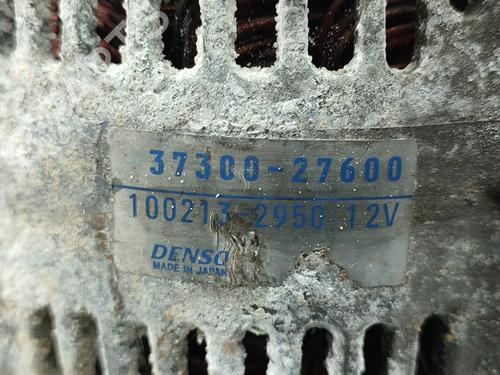 37300-27600
100213-2950 12V
DENSO
MADE IN JAPAN